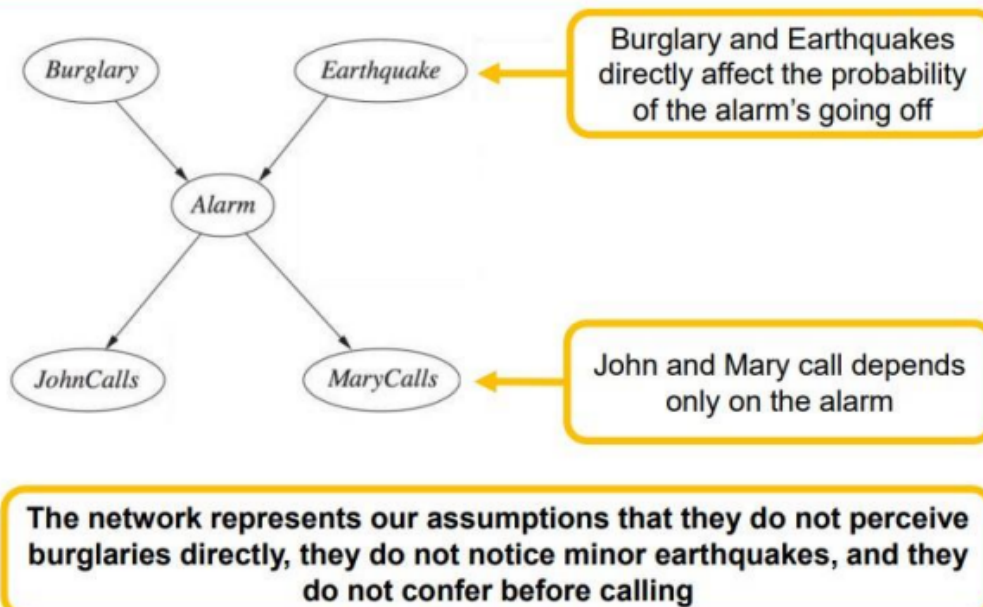 Burglary
Earthquake
Burglary and Earthquakes
directly affect the probability
of the alarm's going off
Alarm
JohnCalls
MaryCalls
John and Mary call depends
only on the alarm
The network represents our assumptions that they do not perceive
burglaries directly, they do not notice minor earthquakes, and they
do not confer before calling